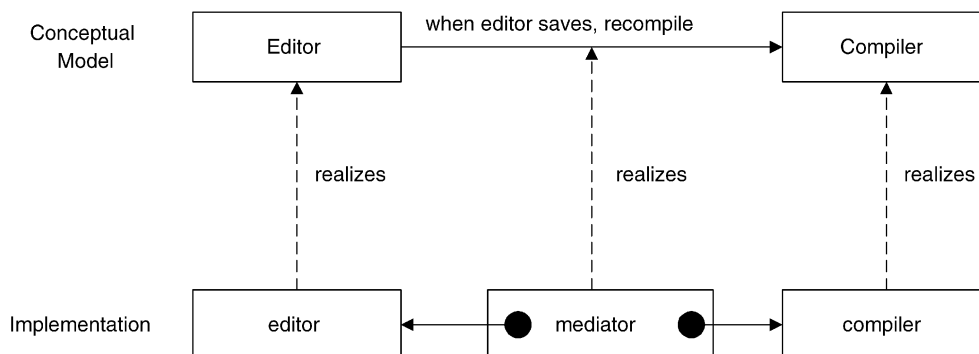 Conceptual
Model
Editor
when editor saves, recompile
Compiler
realizes
realizes
realizes
Implementation
editor
mediator
compiler